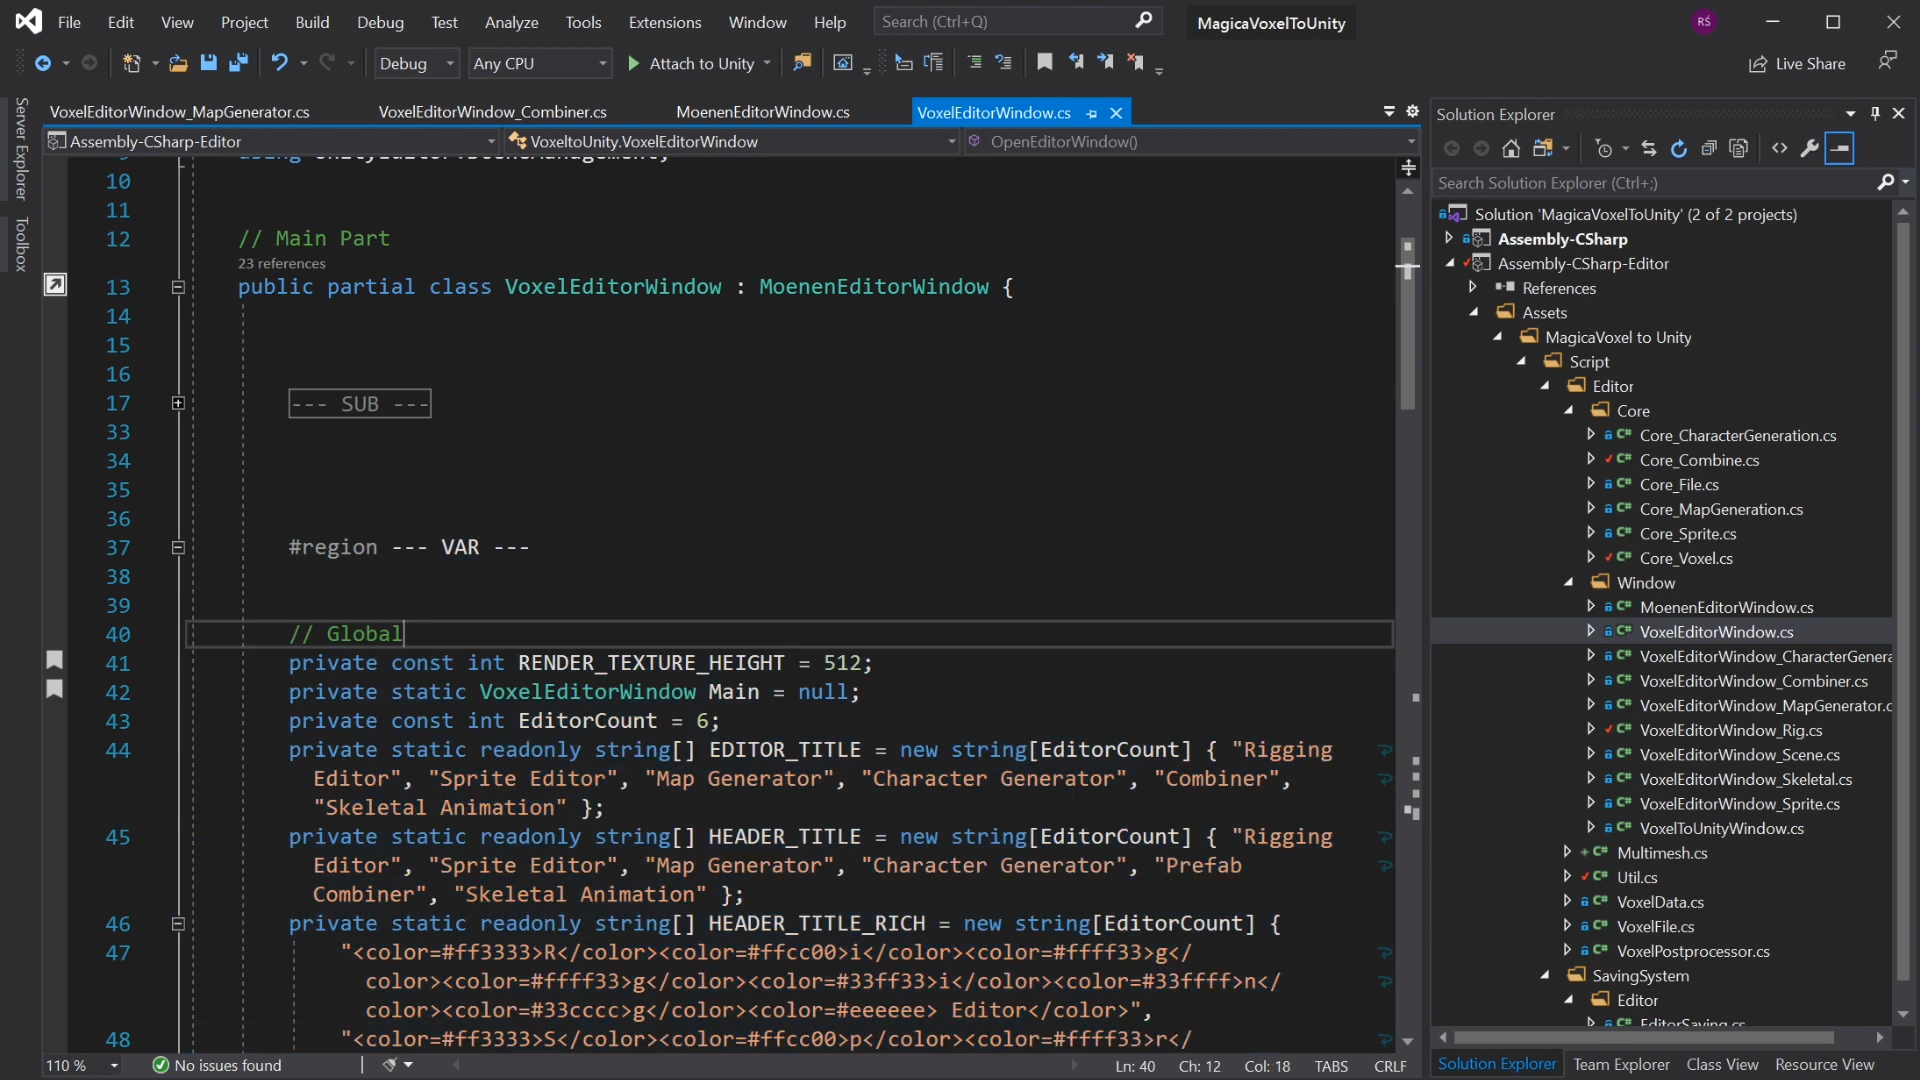 File Edit View Project Build Debug Test Analyze Tools Extensions Window Help Search (Ctrl+Q) MagicaVoxelToUnity RŚ
Debug Any CPU Attach to Unity Live Share
Server Explorer
Toolbox
VoxelEditorWindow_MapGenerator.cs VoxelEditorWindow_Combiner.cs MoenenEditorWindow.cs VoxelEditorWindow.cs
Assembly-CSharp-Editor VoxeltoUnity.VoxelEditorWindow OpenEditorWindow()
10
11
12 // Main Part
23 references
13 public partial class VoxelEditorWindow : MoenenEditorWindow {
14
15
16
17 --- SUB ---
33
34
35
36
37 #region --- VAR ---
38
39
40 // Global
41 private const int RENDER_TEXTURE_HEIGHT = 512;
42 private static VoxelEditorWindow Main = null;
43 private const int EditorCount = 6;
44 private static readonly string[] EDITOR_TITLE = new string[EditorCount] { "Rigging
Editor", "Sprite Editor", "Map Generator", "Character Generator", "Combiner",
"Skeletal Animation" };
45 private static readonly string[] HEADER_TITLE = new string[EditorCount] { "Rigging
Editor", "Sprite Editor", "Map Generator", "Character Generator", "Prefab
Combiner", "Skeletal Animation" };
46 private static readonly string[] HEADER_TITLE_RICH = new string[EditorCount] {
47 "<color=#ff3333>R</color><color=#ffcc00>i</color><color=#ffff33>g</
color><color=#ffff33>g</color><color=#33ff33>i</color><color=#33ffff>n</
color><color=#33cccc>g</color><color=#eeeeee> Editor</color>",
48 "<color=#ff3333>S</color><color=#ffcc00>p</color><color=#ffff33>r</
110 % No issues found Ln: 40 Ch: 12 Col: 18 TABS CRLF
Solution Explorer
Search Solution Explorer (Ctrl+;)
Solution 'MagicaVoxelToUnity' (2 of 2 projects)
Assembly-CSharp
Assembly-CSharp-Editor
References
Assets
MagicaVoxel to Unity
Script
Editor
Core
C# Core_CharacterGeneration.cs
C# Core_Combine.cs
C# Core_File.cs
C# Core_MapGeneration.cs
C# Core_Sprite.cs
C# Core_Voxel.cs
Window
C# MoenenEditorWindow.cs
C# VoxelEditorWindow.cs
C# VoxelEditorWindow_CharacterGenera
C# VoxelEditorWindow_Combiner.cs
C# VoxelEditorWindow_MapGenerator.c
C# VoxelEditorWindow_Rig.cs
C# VoxelEditorWindow_Scene.cs
C# VoxelEditorWindow_Skeletal.cs
C# VoxelEditorWindow_Sprite.cs
C# VoxelToUnityWindow.cs
C# Multimesh.cs
C# Util.cs
C# VoxelData.cs
C# VoxelFile.cs
C# VoxelPostprocessor.cs
SavingSystem
Editor
C# EditorSaving.cs
Solution Explorer Team Explorer Class View Resource View